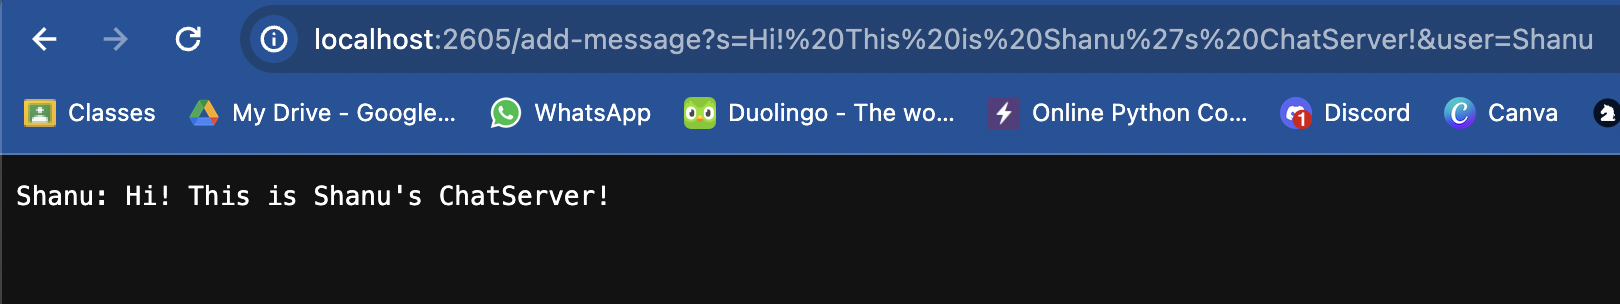 localhost:2605/add-message?s=Hi!%20This%20is%20Shanu%27s%20ChatServer!&user=Shanu
Classes My Drive - Google... WhatsApp Duolingo - The wo... Online Python Co... 1 Discord C Canva
Shanu: Hi! This is Shanu's ChatServer!